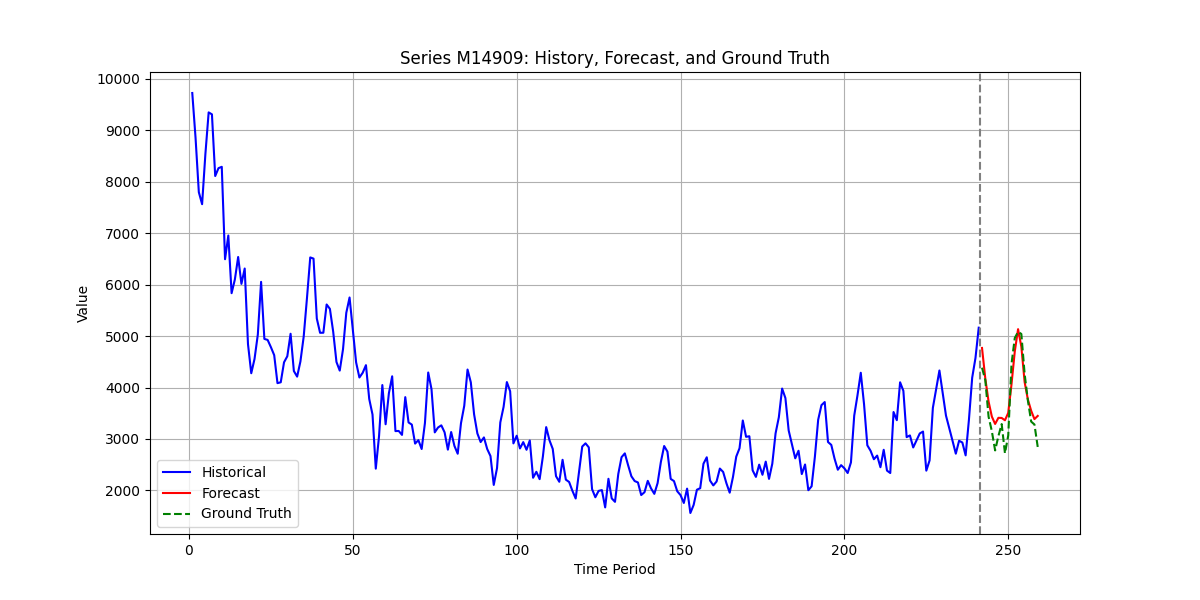 Series M14909: History, Forecast, and Ground Truth
10000
9000
8000
7000
6000
5000
4000
3000
2000
Value
Historical
Forecast
Ground Truth
0 50 100 150 200 250
Time Period